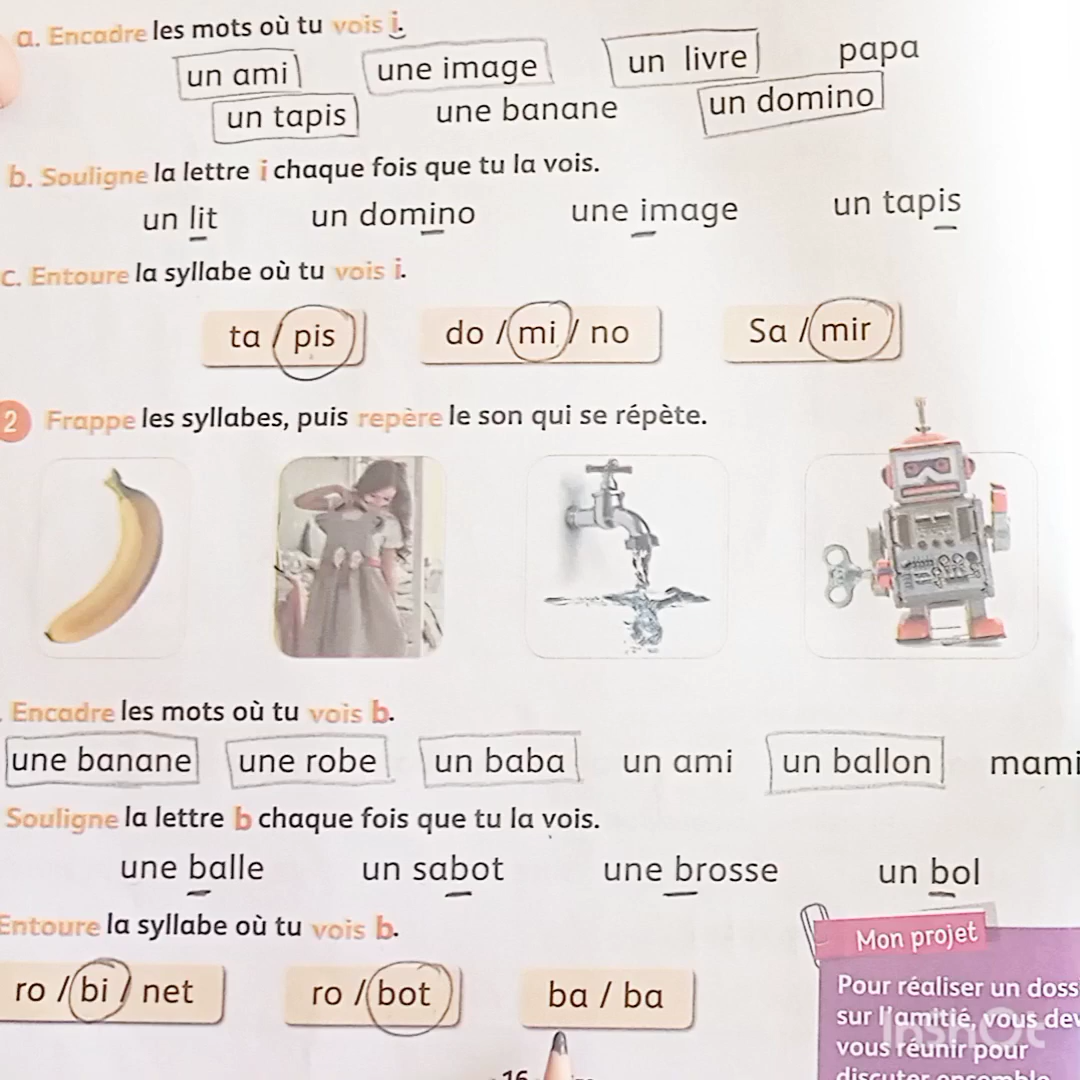 a. Encadre les mots où tu vois i.
un ami une image un livre papa
un tapis une banane un domino
b. Souligne la lettre i chaque fois que tu la vois.
un lit un domino une image un tapis
c. Entoure la syllabe où tu vois i.
ta / pis do / mi / no Sa / mir
2 Frappe les syllabes, puis repère le son qui se répète.
Encadre les mots où tu vois b.
une banane une robe un baba un ami un ballon mami
Souligne la lettre b chaque fois que tu la vois.
une balle un sabot une brosse un bol
Entoure la syllabe où tu vois b.
ro / bi / net ro / bot ba / ba
Mon projet
Pour réaliser un doss
sur l'amitié, vous dev
vous réunir pour
discuter ensemble
16
InShOt